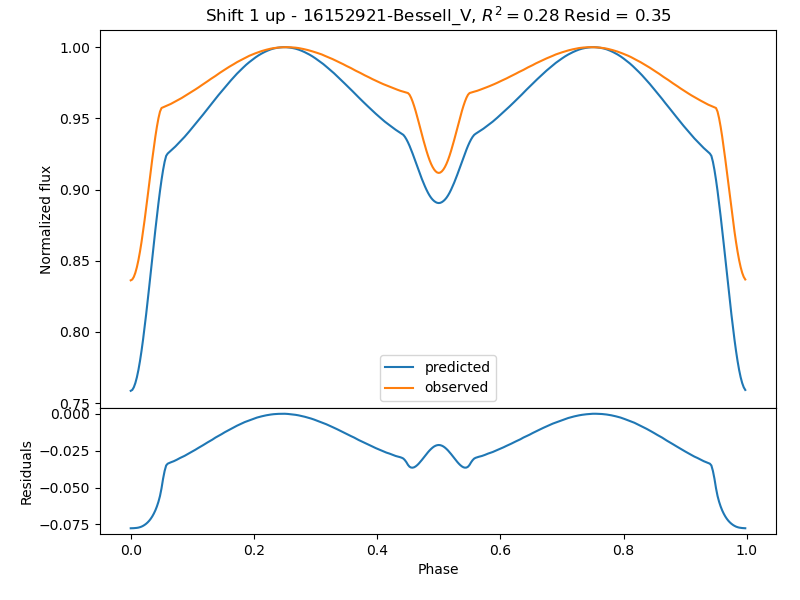 Shift 1 up - 16152921-Bessell_V, R² = 0.28 Resid = 0.35
1.00
0.95
0.90
0.85
0.80
0.75
Normalized flux
predicted
observed
0.000
−0.025
−0.050
−0.075
Residuals
0.0 0.2 0.4 0.6 0.8 1.0
Phase